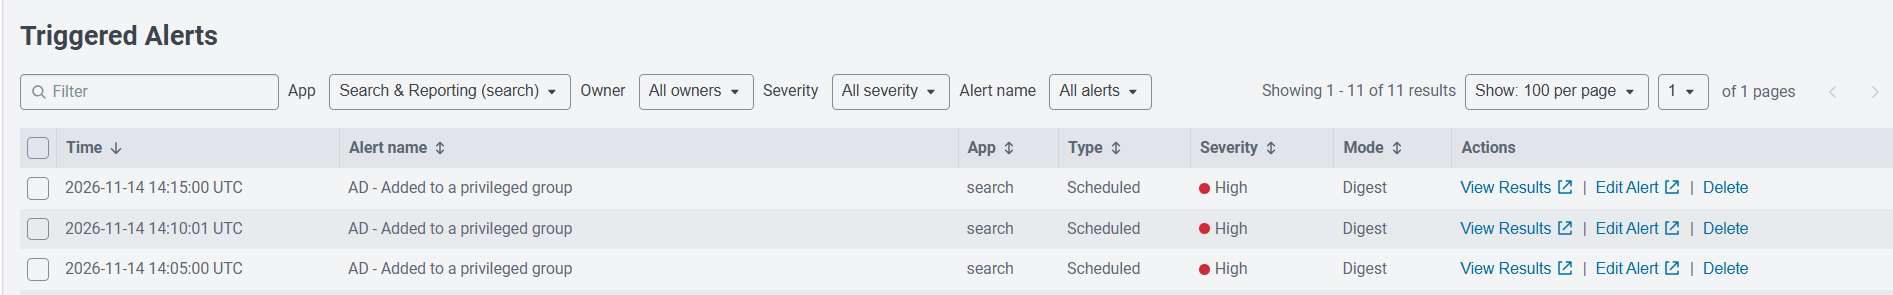 Triggered Alerts
Filter App Search & Reporting (search) Owner All owners Severity All severity Alert name All alerts Showing 1 - 11 of 11 results Show: 100 per page 1 of 1 pages
Time Alert name App Type Severity Mode Actions
2026-11-14 14:15:00 UTC AD - Added to a privileged group search Scheduled High Digest View Results | Edit Alert | Delete
2026-11-14 14:10:01 UTC AD - Added to a privileged group search Scheduled High Digest View Results | Edit Alert | Delete
2026-11-14 14:05:00 UTC AD - Added to a privileged group search Scheduled High Digest View Results | Edit Alert | Delete